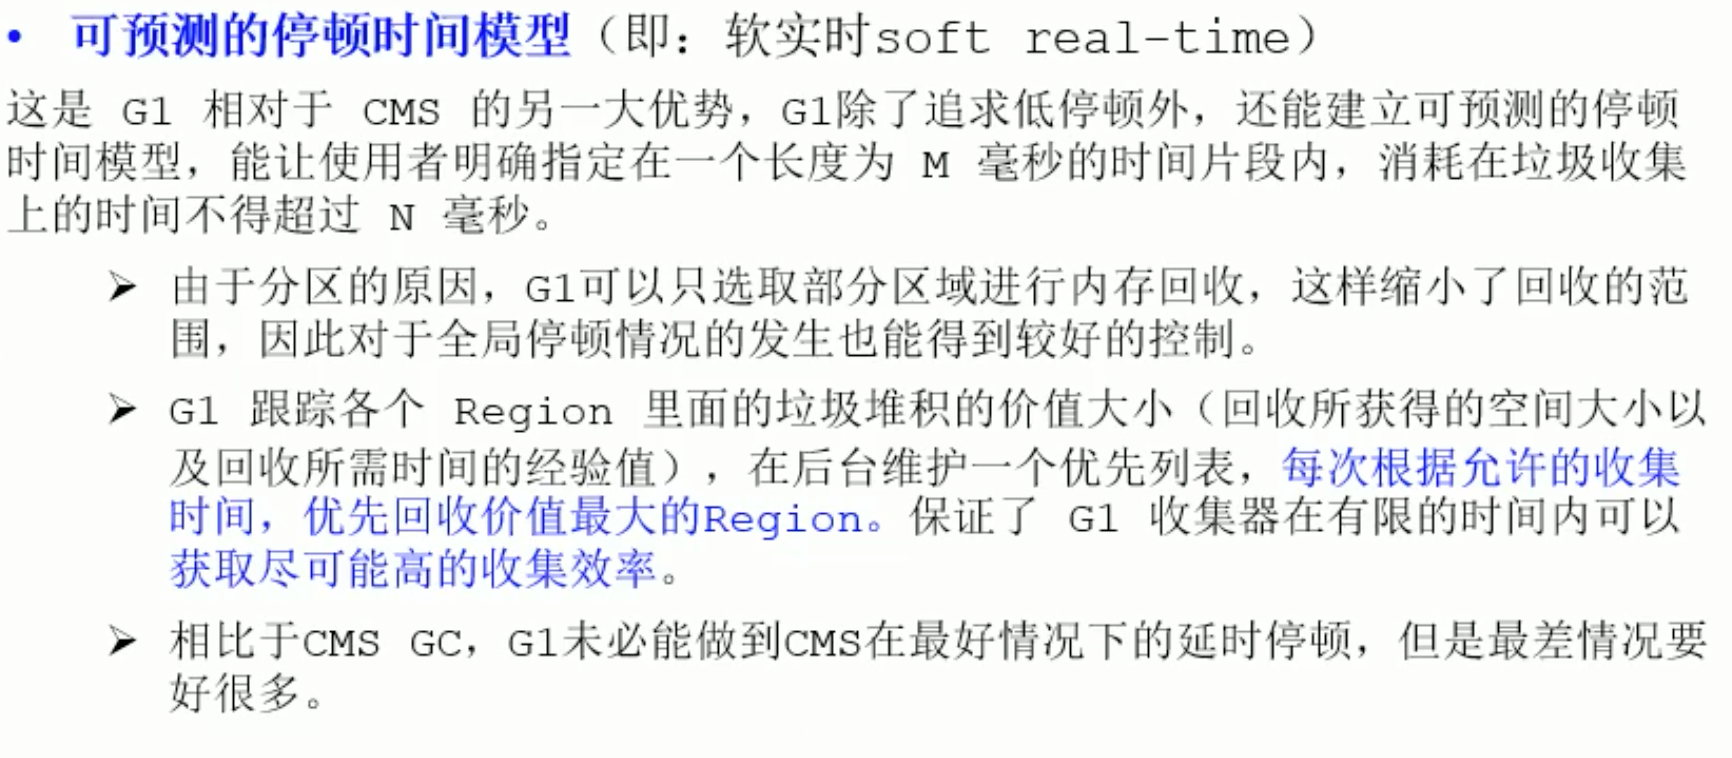 • 可预测的停顿时间模型（即：软实时soft real-time）
这是 G1 相对于 CMS 的另一大优势，G1除了追求低停顿外，还能建立可预测的停顿
时间模型，能让使用者明确指定在一个长度为 M 毫秒的时间片段内，消耗在垃圾收集
上的时间不得超过 N 毫秒。
➢ 由于分区的原因，G1可以只选取部分区域进行内存回收，这样缩小了回收的范
围，因此对于全局停顿情况的发生也能得到较好的控制。
➢ G1 跟踪各个 Region 里面的垃圾堆积的价值大小（回收所获得的空间大小以
及回收所需时间的经验值），在后台维护一个优先列表，每次根据允许的收集
时间，优先回收价值最大的Region。保证了 G1 收集器在有限的时间内可以
获取尽可能高的收集效率。
➢ 相比于CMS GC，G1未必能做到CMS在最好情况下的延时停顿，但是最差情况要
好很多。